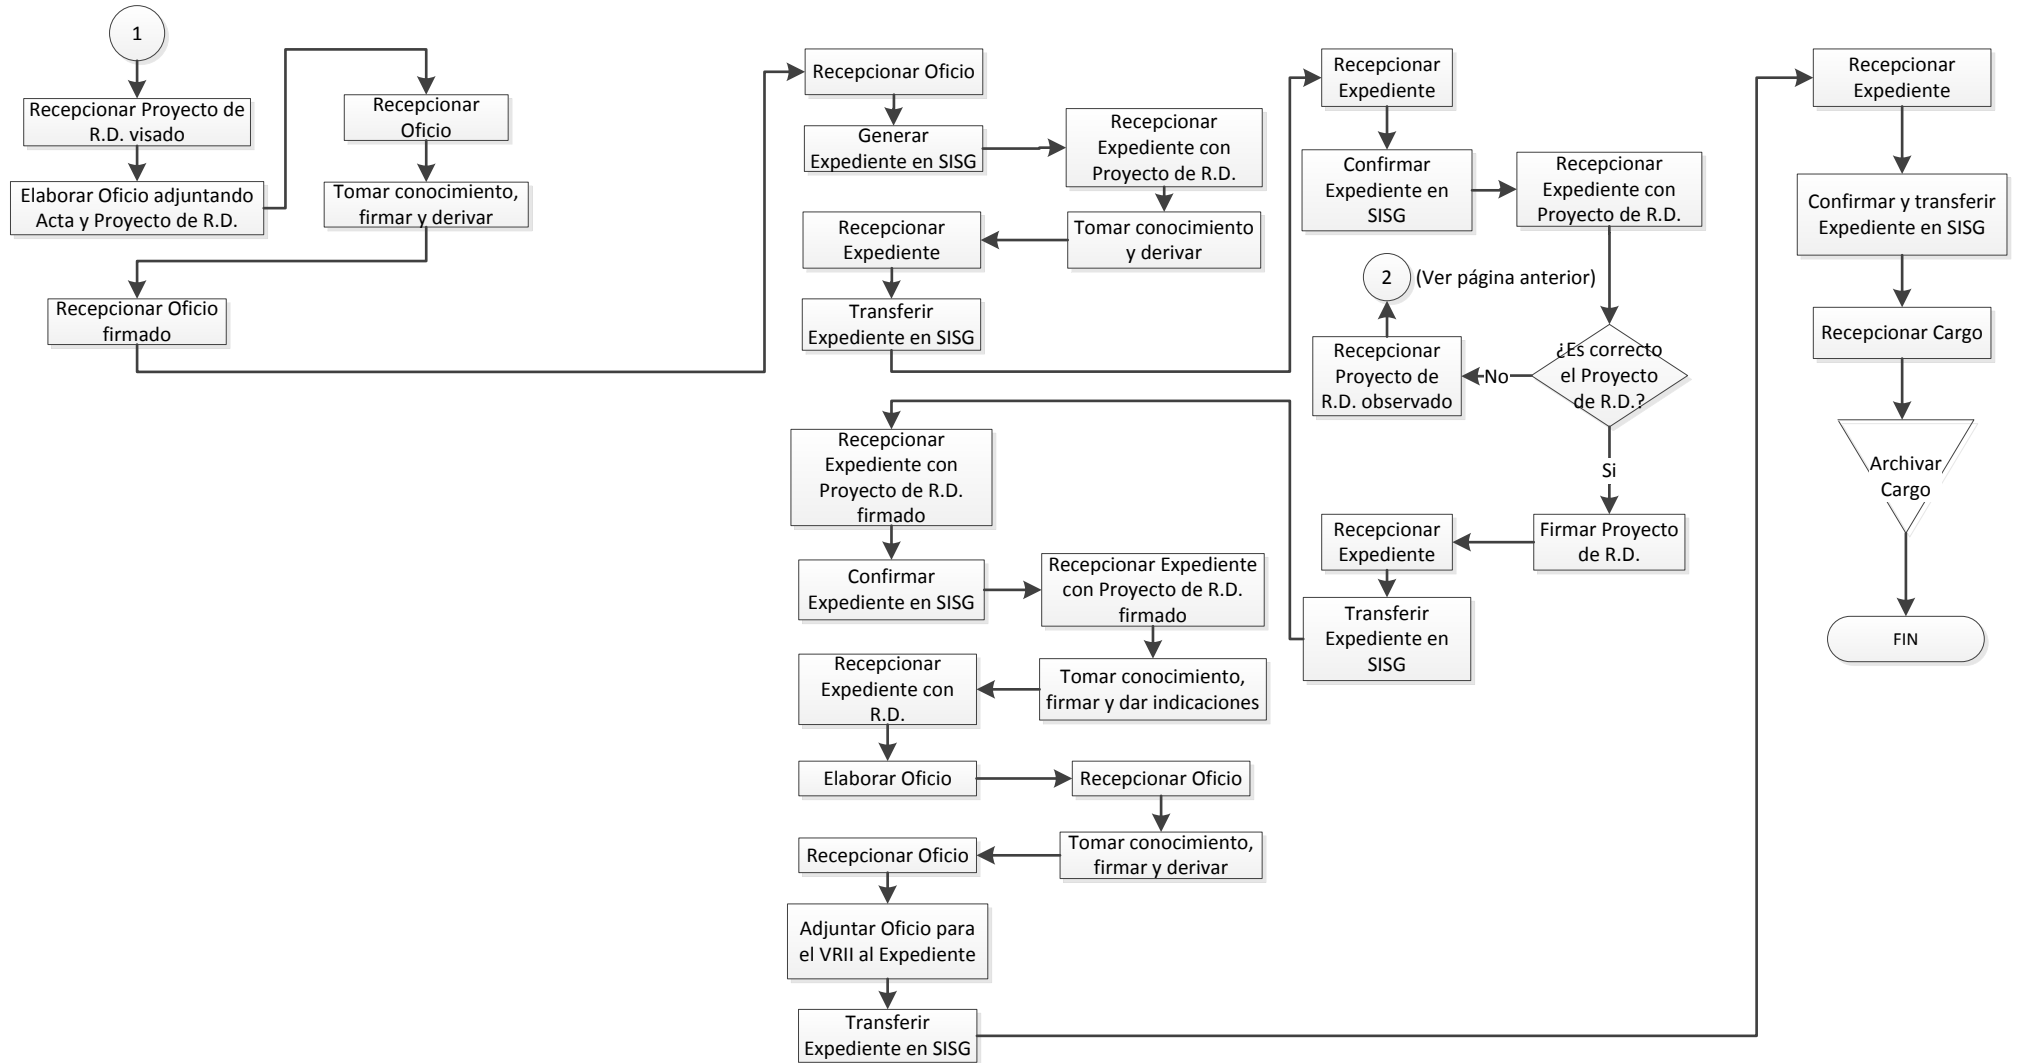 1
Recepcionar Proyecto de
R.D. visado
Elaborar Oficio adjuntando
Acta y Proyecto de R.D.
Recepcionar
Oficio
Tomar conocimiento,
firmar y derivar
Recepcionar Oficio
firmado
Recepcionar Oficio
Generar
Expediente en SISG
Recepcionar
Expediente con
Proyecto de R.D.
Tomar conocimiento
y derivar
Recepcionar
Expediente
Transferir
Expediente en SISG
Recepcionar
Expediente
Confirmar
Expediente en
SISG
Recepcionar
Expediente con
Proyecto de R.D.
¿Es correcto
el Proyecto
de R.D.?
No
Recepcionar
Proyecto de
R.D. observado
2
(Ver página anterior)
Si
Firmar Proyecto
de R.D.
Recepcionar
Expediente
Transferir
Expediente en
SISG
Recepcionar
Expediente con
Proyecto de R.D.
firmado
Confirmar
Expediente en SISG
Recepcionar Expediente
con Proyecto de R.D.
firmado
Tomar conocimiento,
firmar y dar indicaciones
Recepcionar
Expediente con
R.D.
Elaborar Oficio
Recepcionar Oficio
Tomar conocimiento,
firmar y derivar
Recepcionar Oficio
Adjuntar Oficio para
el VRII al Expediente
Transferir
Expediente en SISG
Recepcionar
Expediente
Confirmar y transferir
Expediente en SISG
Recepcionar Cargo
Archivar
Cargo
FIN